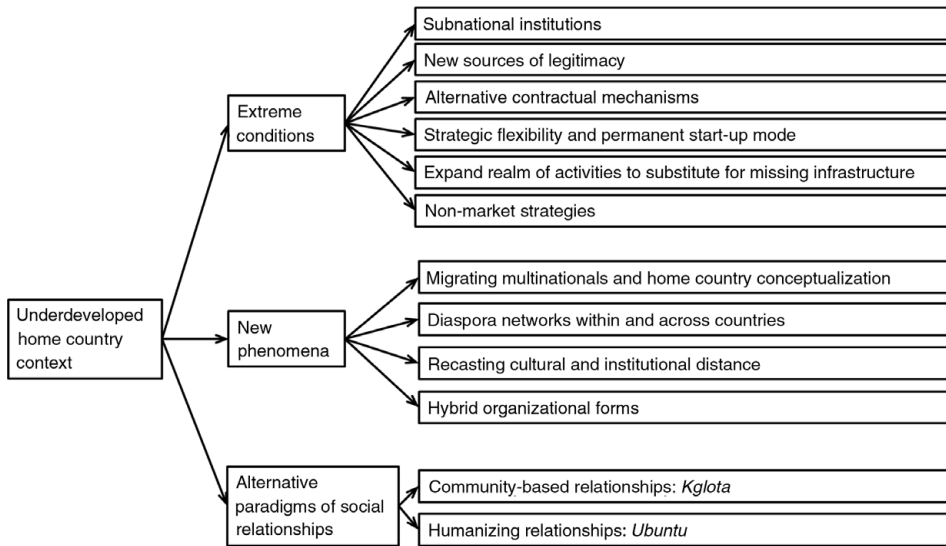 Underdeveloped
home country
context
Extreme
conditions
Subnational institutions
New sources of legitimacy
Alternative contractual mechanisms
Strategic flexibility and permanent start-up mode
Expand realm of activities to substitute for missing infrastructure
Non-market strategies
New
phenomena
Migrating multinationals and home country conceptualization
Diaspora networks within and across countries
Recasting cultural and institutional distance
Hybrid organizational forms
Alternative
paradigms of social
relationships
Community-based relationships: Kglota
Humanizing relationships: Ubuntu